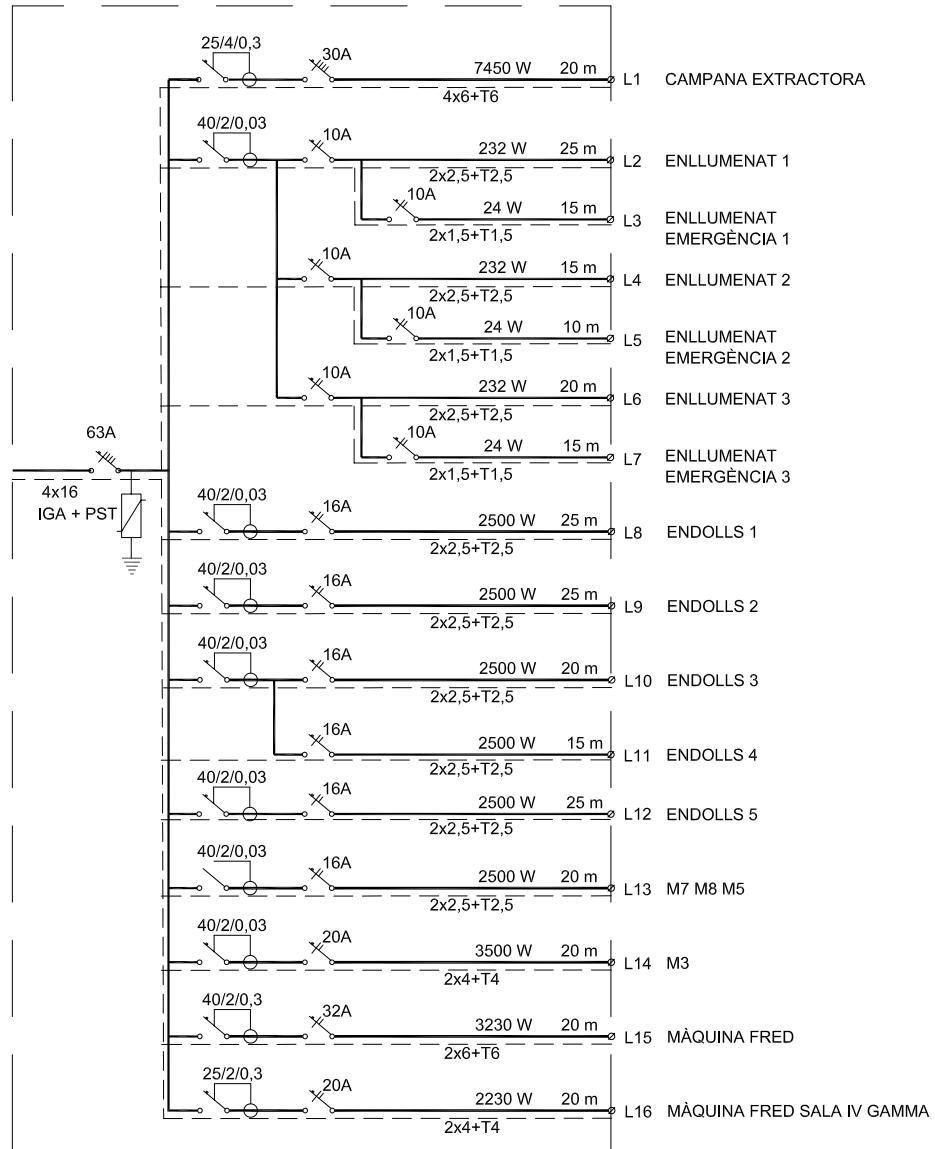 25/4/0,3
30A
7450 W 20 m
L1 CAMPANA EXTRACTORA
4x6+T6
40/2/0,03
10A
232 W 25 m
L2 ENLLUMENAT 1
2x2,5+T2,5
10A
24 W 15 m
L3 ENLLUMENAT
EMERGÈNCIA 1
2x1,5+T1,5
10A
232 W 15 m
L4 ENLLUMENAT 2
2x2,5+T2,5
10A
24 W 10 m
L5 ENLLUMENAT
EMERGÈNCIA 2
2x1,5+T1,5
10A
232 W 20 m
L6 ENLLUMENAT 3
2x2,5+T2,5
10A
24 W 15 m
L7 ENLLUMENAT
EMERGÈNCIA 3
2x1,5+T1,5
63A
4x16
IGA + PST
40/2/0,03
16A
2500 W 25 m
L8 ENDOLLS 1
2x2,5+T2,5
40/2/0,03
16A
2500 W 25 m
L9 ENDOLLS 2
2x2,5+T2,5
40/2/0,03
16A
2500 W 20 m
L10 ENDOLLS 3
2x2,5+T2,5
16A
2500 W 15 m
L11 ENDOLLS 4
2x2,5+T2,5
40/2/0,03
16A
2500 W 25 m
L12 ENDOLLS 5
2x2,5+T2,5
40/2/0,03
16A
2500 W 20 m
L13 M7 M8 M5
2x2,5+T2,5
40/2/0,03
20A
3500 W 20 m
L14 M3
2x4+T4
40/2/0,3
32A
3230 W 20 m
L15 MÀQUINA FRED
2x6+T6
25/2/0,3
20A
2230 W 20 m
L16 MÀQUINA FRED SALA IV GAMMA
2x4+T4